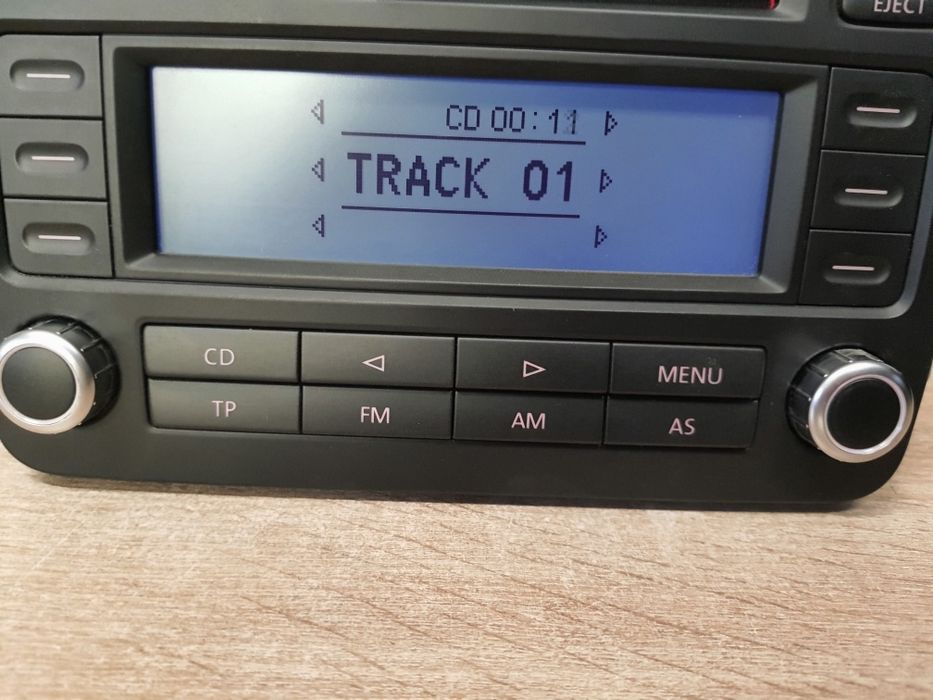 EJECT
CD 00:11
TRACK 01
CD
MENU
TP
FM
AM
AS